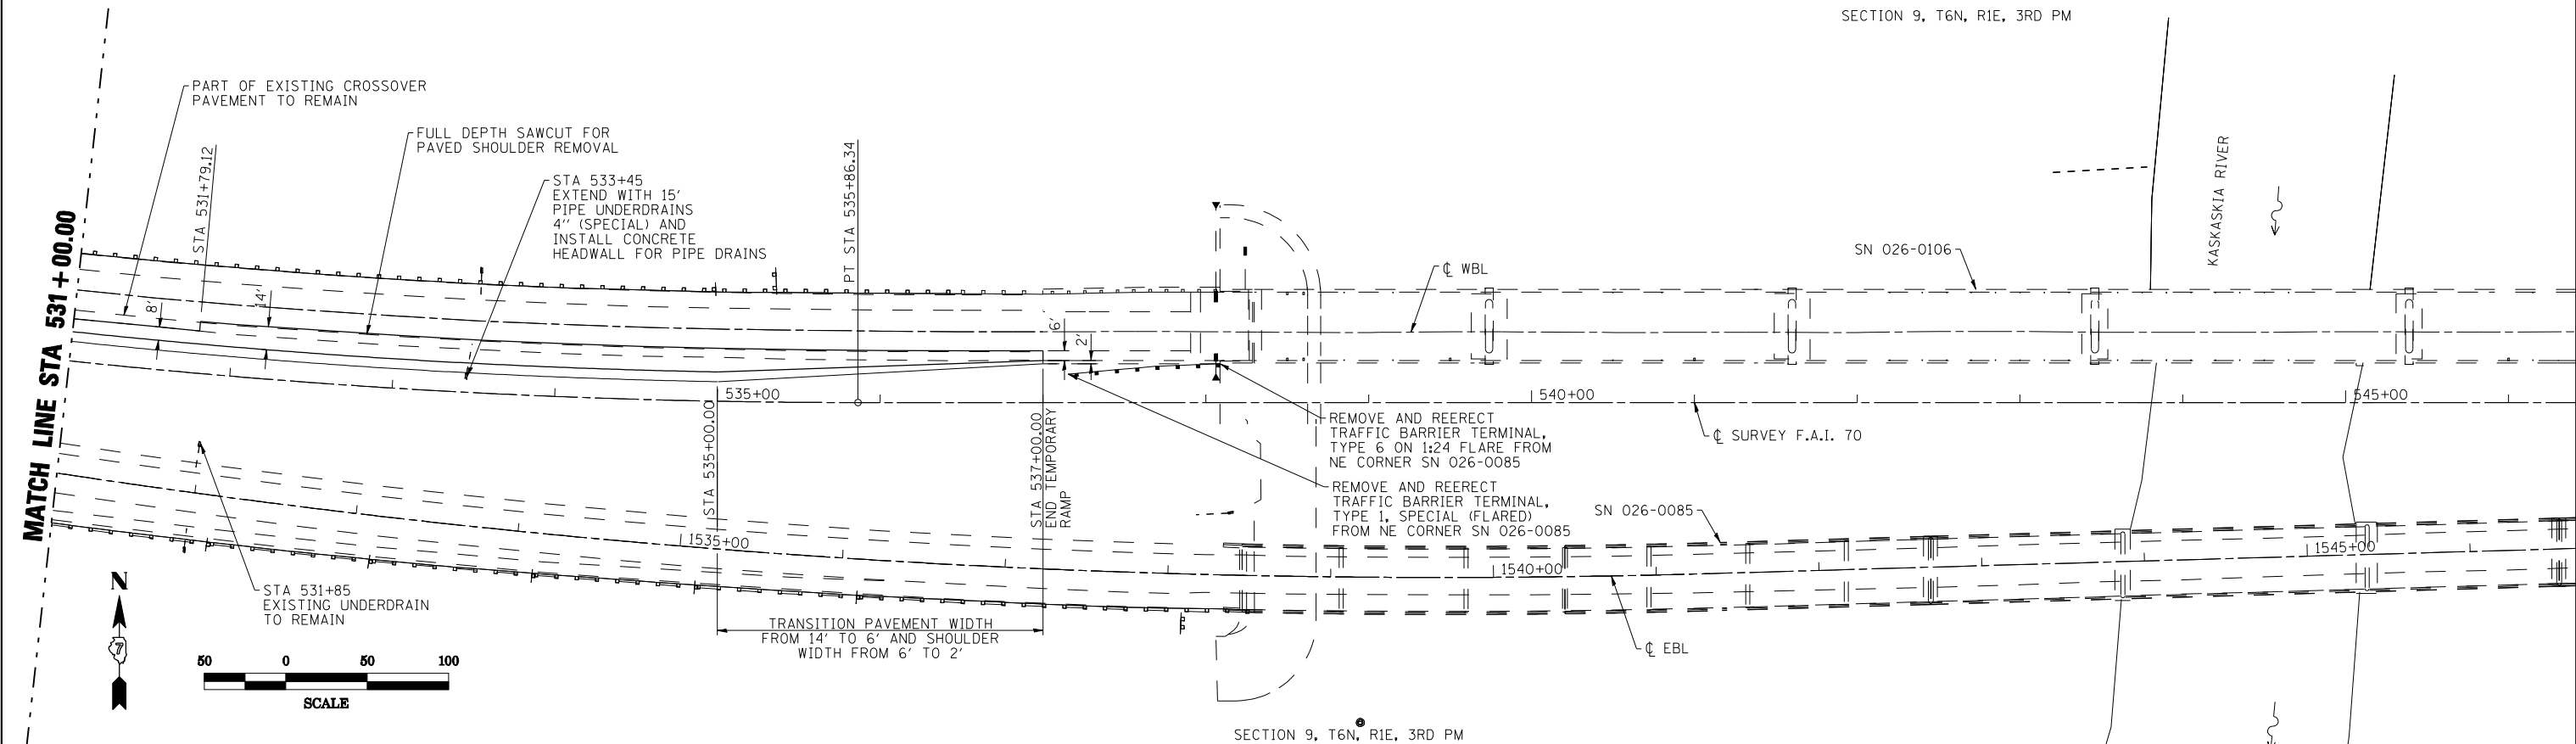 SECTION 9, T6N, R1E, 3RD PM
PART OF EXISTING CROSSOVER
PAVEMENT TO REMAIN
FULL DEPTH SAWCUT FOR
PAVED SHOULDER REMOVAL
STA 531+79.12
STA 533+45
EXTEND WITH 15'
PIPE UNDERDRAINS
4'' (SPECIAL) AND
INSTALL CONCRETE
HEADWALL FOR PIPE DRAINS
PT STA 535+86.34
KASKASKIA RIVER
MATCH LINE STA 531+00.00
8'
14'
6'
2'
℄ WBL
SN 026-0106
535+00
540+00
545+00
℄ SURVEY F.A.I. 70
STA 535+00.00
STA 537+00.00
END TEMPORARY
RAMP
REMOVE AND REERECT
TRAFFIC BARRIER TERMINAL,
TYPE 6 ON 1:24 FLARE FROM
NE CORNER SN 026-0085
REMOVE AND REERECT
TRAFFIC BARRIER TERMINAL,
TYPE 1, SPECIAL (FLARED)
FROM NE CORNER SN 026-0085
SN 026-0085
1535+00
1540+00
1545+00
STA 531+85
EXISTING UNDERDRAIN
TO REMAIN
TRANSITION PAVEMENT WIDTH
FROM 14' TO 6' AND SHOULDER
WIDTH FROM 6' TO 2'
℄ EBL
N
7
50 0 50 100
SCALE
SECTION 9, T6N, R1E, 3RD PM